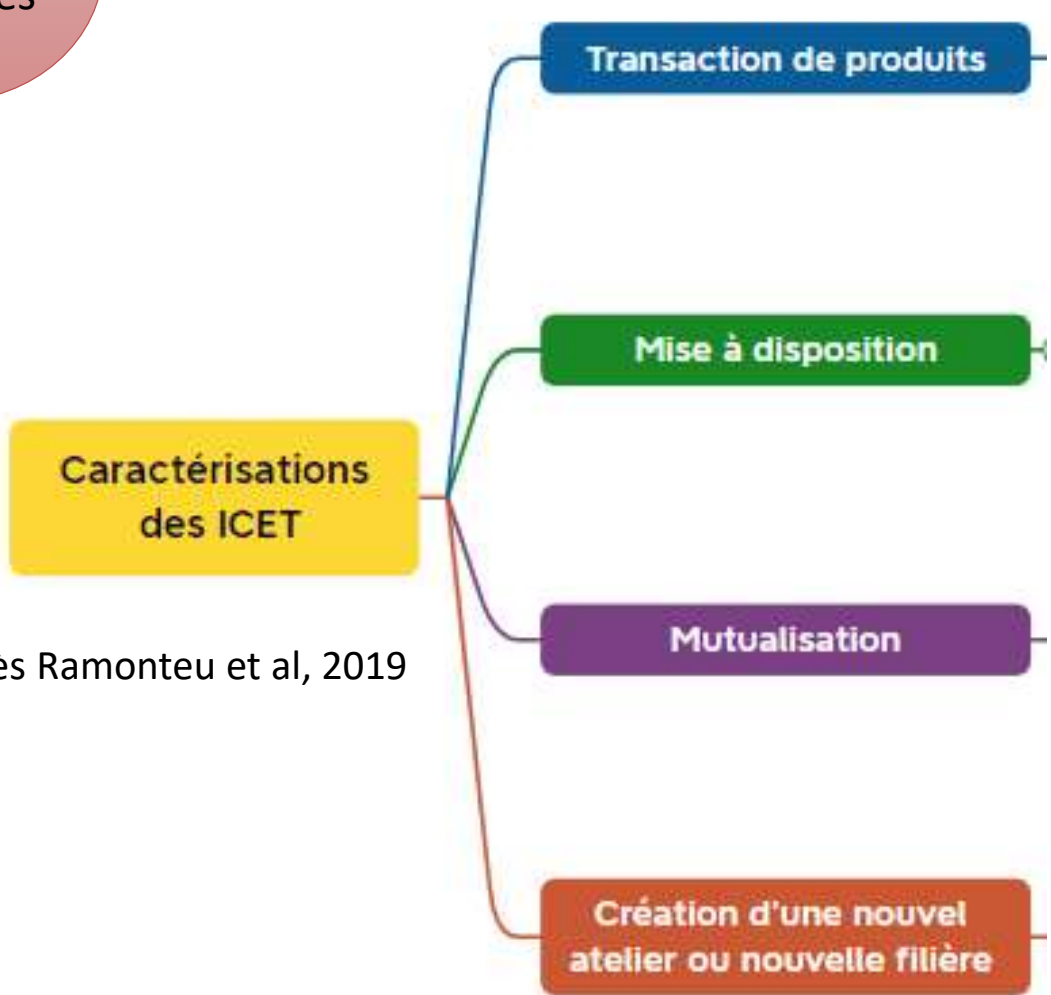 Transaction de produits
Mise à disposition
Caractérisations
des ICET
Mutualisation
Ramonteu et al, 2019
Création d'une nouvel
atelier ou nouvelle filière